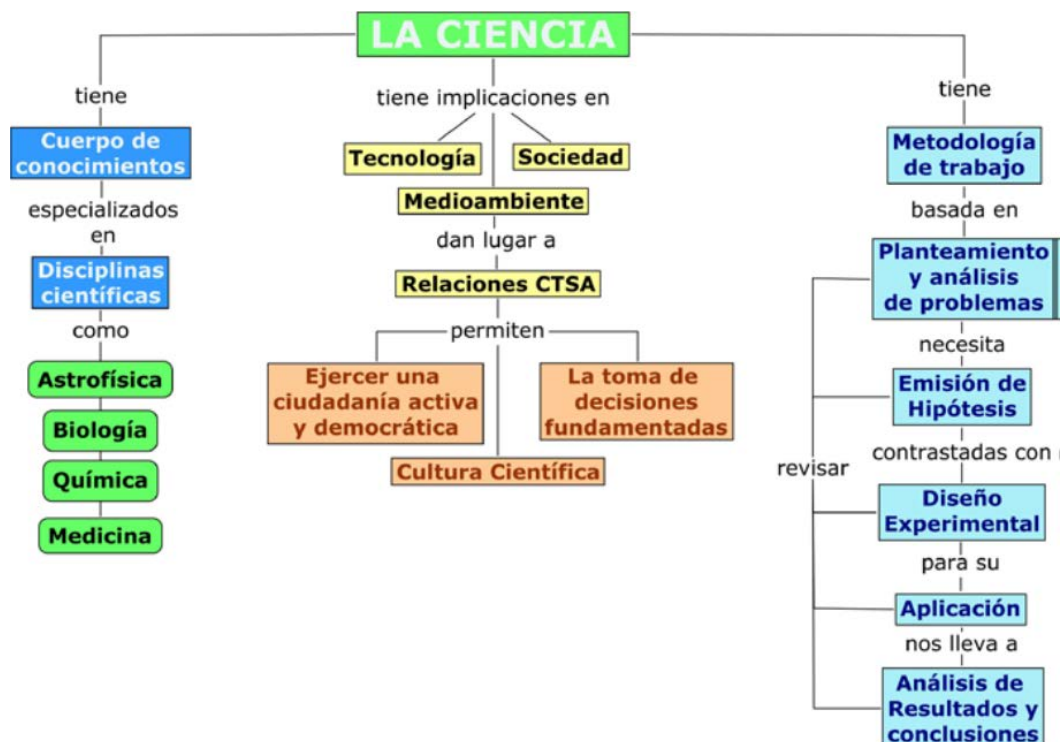 LA CIENCIA
tiene
Cuerpo de
conocimientos
especializados
en
Disciplinas
científicas
como
Astrofísica
Biología
Química
Medicina
tiene implicaciones en
Tecnología
Sociedad
Medioambiente
dan lugar a
Relaciones CTSA
permiten
Ejercer una
ciudadanía activa
y democrática
La toma de
decisiones
fundamentadas
Cultura Científica
tiene
Metodología
de trabajo
basada en
Planteamiento
y análisis
de problemas
necesita
Emisión de
Hipótesis
contrastadas con
revisar
Diseño
Experimental
para su
Aplicación
nos lleva a
Análisis de
Resultados y
conclusiones